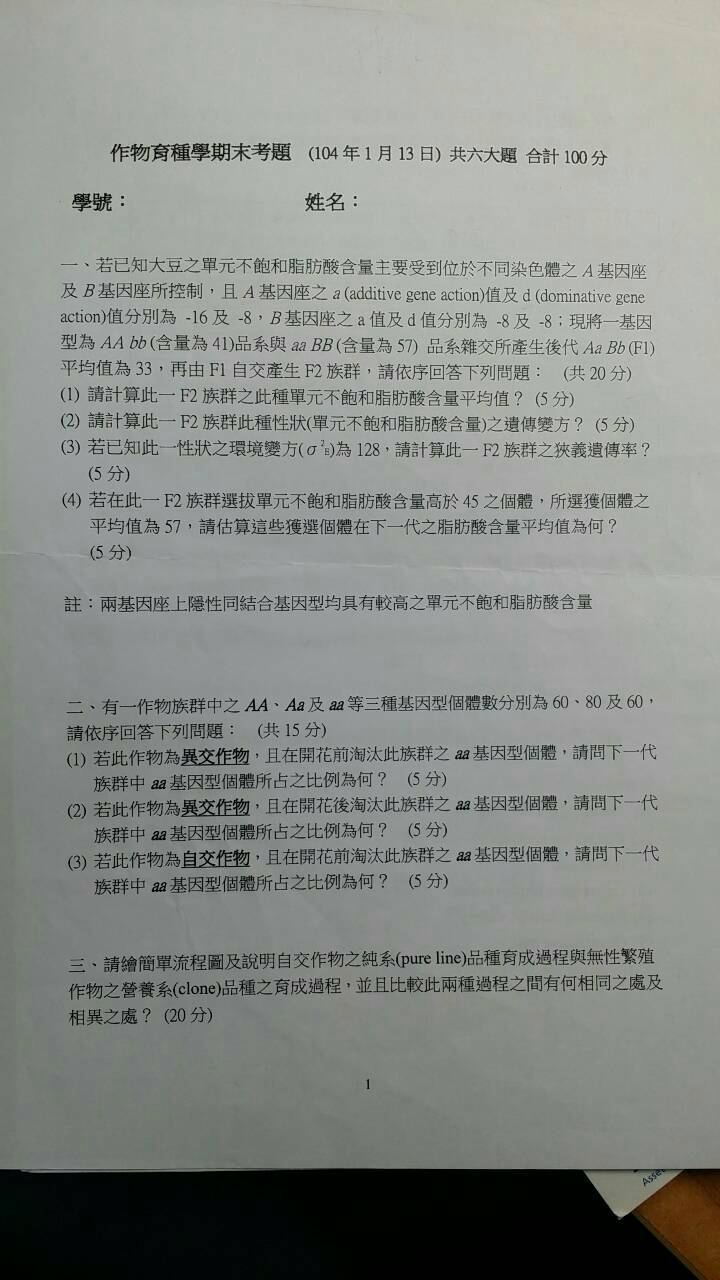 作物育種學期末考題 (104 年 1 月 13 日) 共六大題 合計 100 分
學號： 姓名：
一、若已知大豆之單元不飽和脂肪酸含量主要受到位於不同染色體之 A 基因座
及 B 基因座所控制，且 A 基因座之 a (additive gene action)值及 d (dominative gene
action)值分別為 -16 及 -8，B 基因座之 a 值及 d 值分別為 -8 及 -8；現將一基因
型為 AA bb (含量為 41)品系與 aa BB (含量為 57) 品系雜交所產生後代 Aa Bb (F1)
平均值為 33，再由 F1 自交產生 F2 族群，請依序回答下列問題： (共 20 分)
(1) 請計算此一 F2 族群之此種單元不飽和脂肪酸含量平均值？ (5 分)
(2) 請計算此一 F2 族群此種性狀(單元不飽和脂肪酸含量)之遺傳變方？ (5 分)
(3) 若已知此一性狀之環境變方(σ²E)為 128，請計算此一 F2 族群之狹義遺傳率？
(5 分)
(4) 若在此一 F2 族群選拔單元不飽和脂肪酸含量高於 45 之個體，所選獲個體之
平均值為 57，請估算這些獲選個體在下一代之脂肪酸含量平均值為何？
(5 分)
註：兩基因座上隱性同結合基因型均具有較高之單元不飽和脂肪酸含量
二、有一作物族群中之 AA、Aa 及 aa 等三種基因型個體數分別為 60、80 及 60，
請依序回答下列問題： (共 15 分)
(1) 若此作物為異交作物，且在開花前淘汰此族群之 aa 基因型個體，請問下一代
族群中 aa 基因型個體所占之比例為何？ (5 分)
(2) 若此作物為異交作物，且在開花後淘汰此族群之 aa 基因型個體，請問下一代
族群中 aa 基因型個體所占之比例為何？ (5 分)
(3) 若此作物為自交作物，且在開花前淘汰此族群之 aa 基因型個體，請問下一代
族群中 aa 基因型個體所占之比例為何？ (5 分)
三、請繪簡單流程圖及說明自交作物之純系(pure line)品種育成過程與無性繁殖
作物之營養系(clone)品種之育成過程，並且比較此兩種過程之間有何相同之處及
相異之處？ (20 分)
1